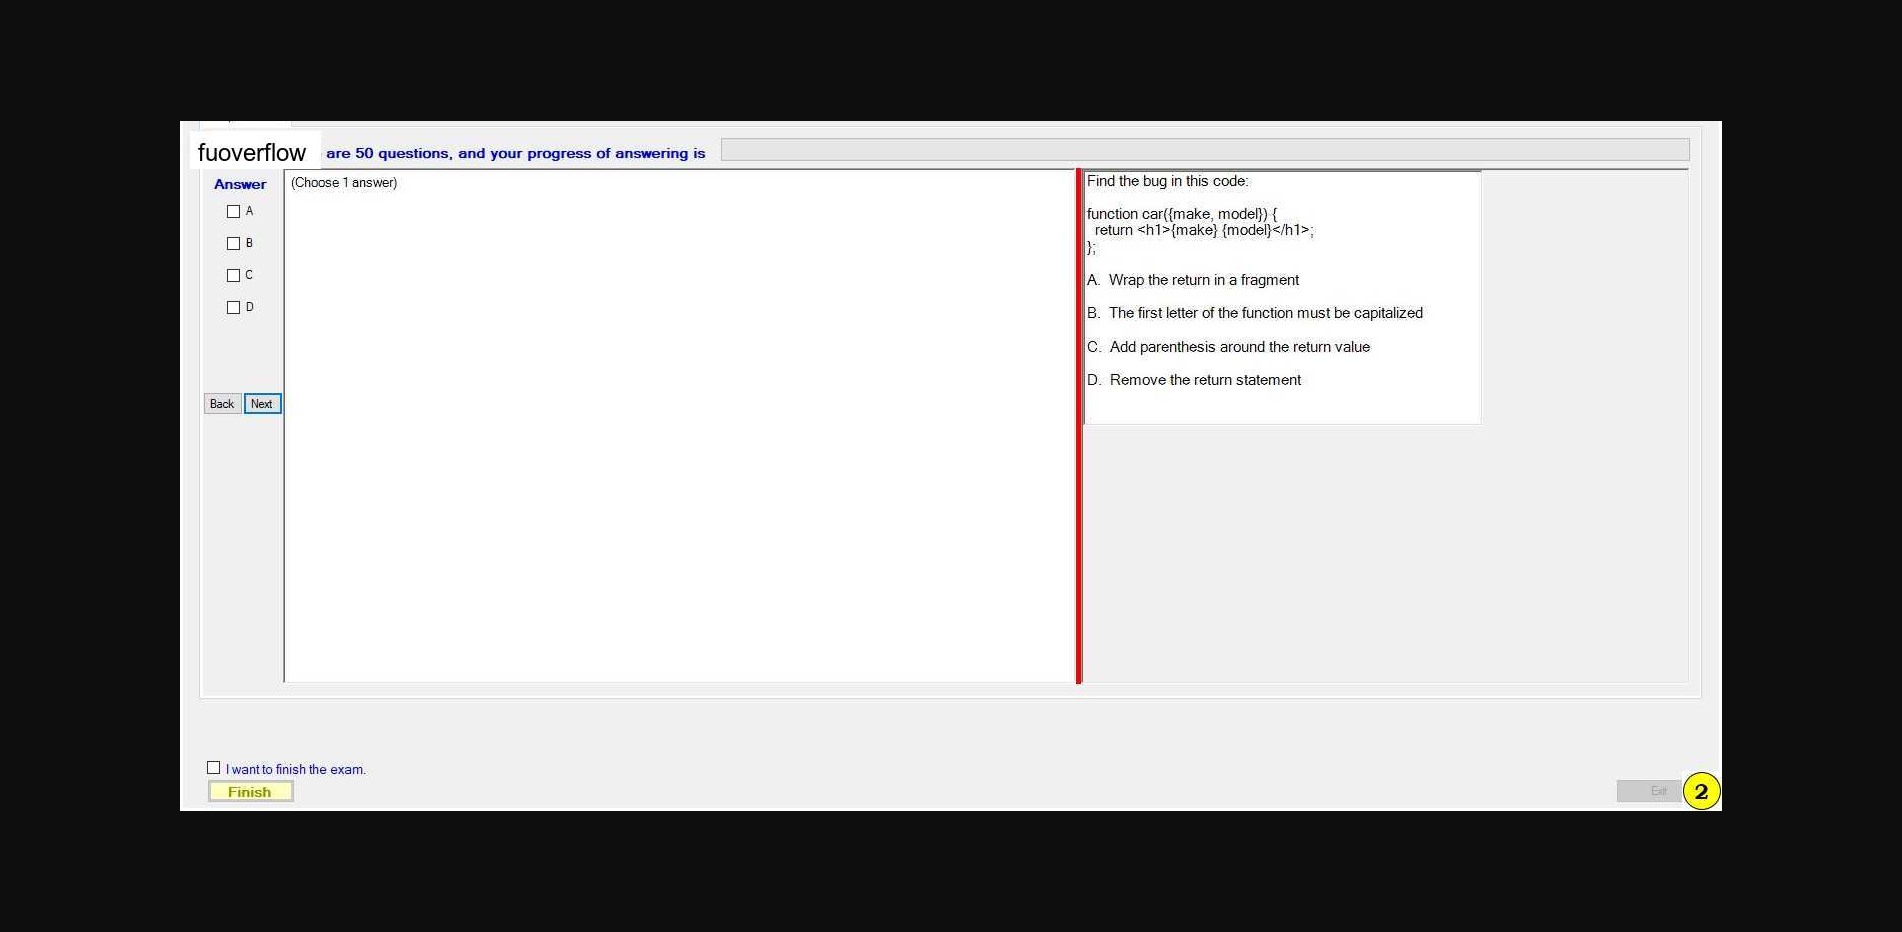 fuoverflow are 50 questions, and your progress of answering is
Answer
A
B
C
D
Back Next
(Choose 1 answer)
Find the bug in this code:
function car({make, model}) {
return <h1>{make} {model}</h1>;
};
A. Wrap the return in a fragment
B. The first letter of the function must be capitalized
C. Add parenthesis around the return value
D. Remove the return statement
I want to finish the exam.
Finish
Exit
2